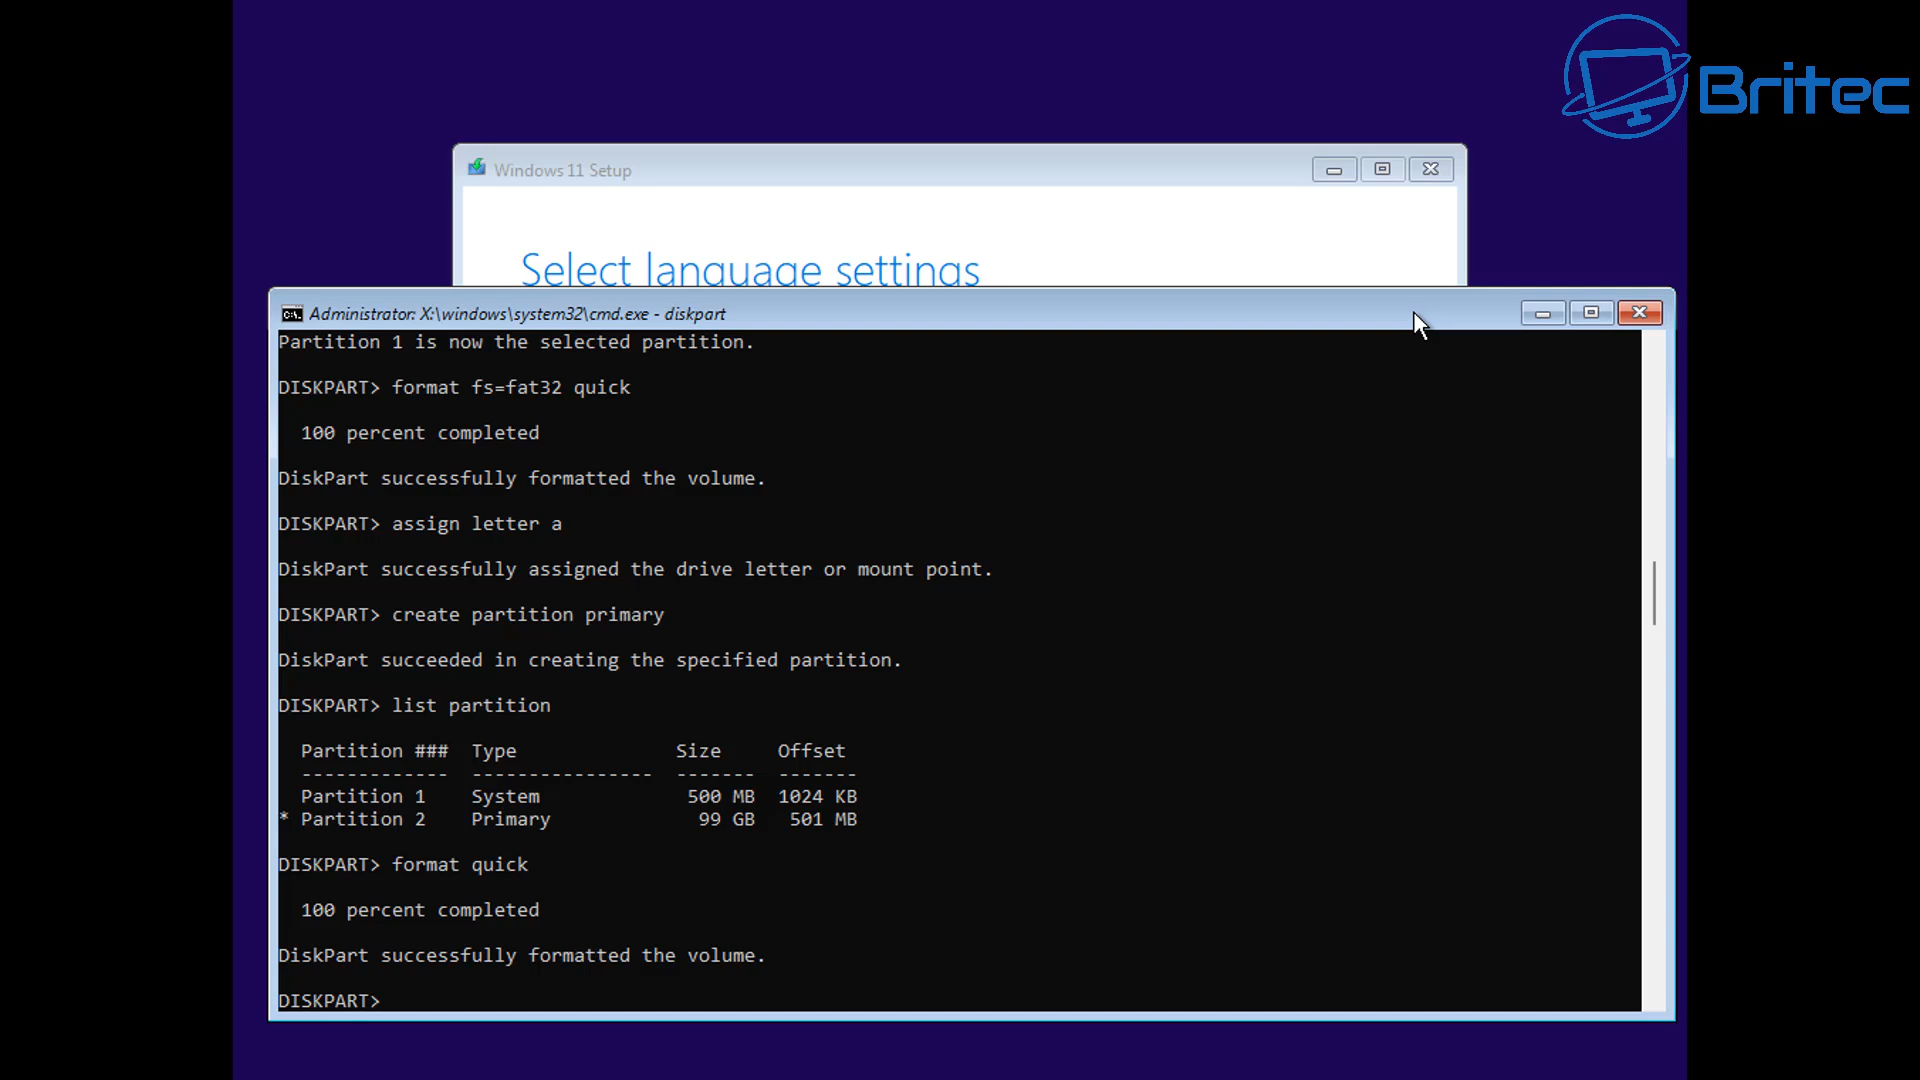 Britec
Windows 11 Setup
Select language settings
Administrator: X:\windows\system32\cmd.exe - diskpart
Partition 1 is now the selected partition.
DISKPART> format fs=fat32 quick
100 percent completed
DiskPart successfully formatted the volume.
DISKPART> assign letter a
DiskPart successfully assigned the drive letter or mount point.
DISKPART> create partition primary
DiskPart succeeded in creating the specified partition.
DISKPART> list partition
Partition ###  Type              Size     Offset
-------------  ----------------  -------  -------
Partition 1    System             500 MB  1024 KB
* Partition 2    Primary             99 GB   501 MB
DISKPART> format quick
100 percent completed
DiskPart successfully formatted the volume.
DISKPART>